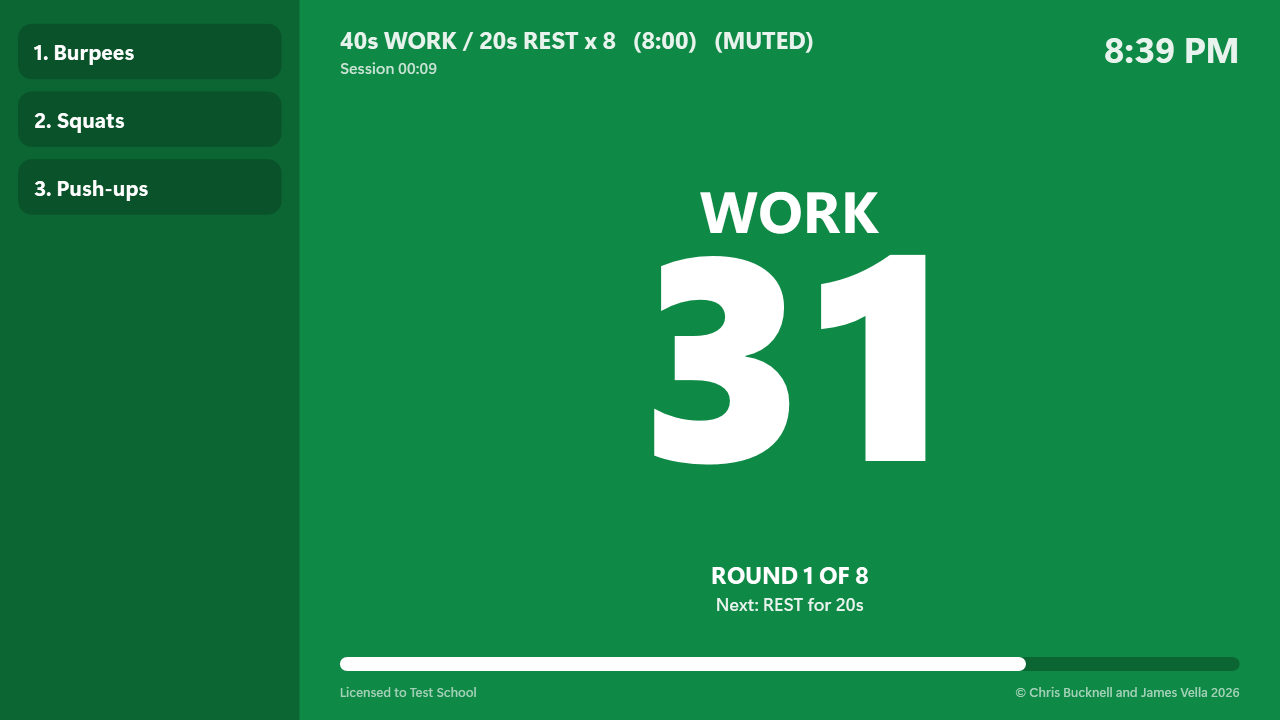 1. Burpees
2. Squats
3. Push-ups
40s WORK / 20s REST x 8 (8:00) (MUTED)
Session 00:09
8:39 PM
WORK
31
ROUND 1 OF 8
Next: REST for 20s
Licensed to Test School
© Chris Bucknell and James Vella 2026